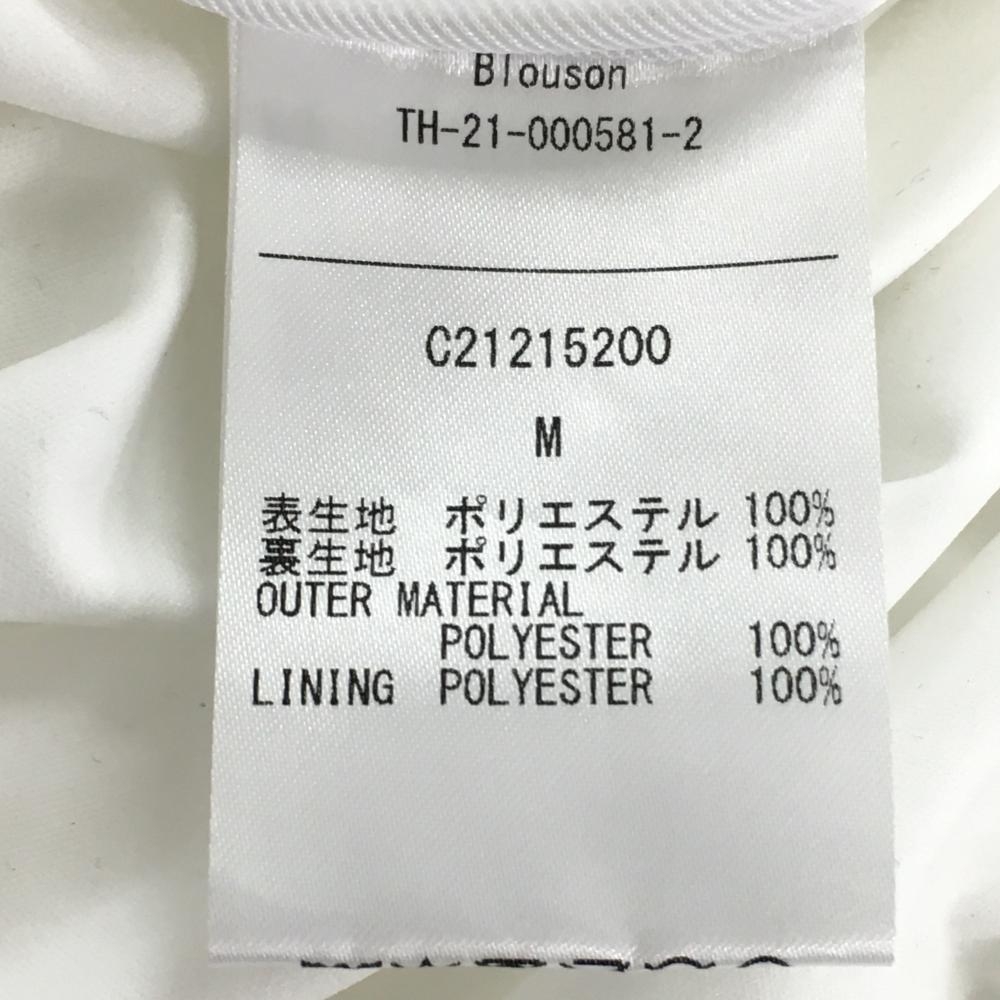 Blouson
TH-21-000581-2
C21215200
M
表生地 ポリエステル 100%
裏生地 ポリエステル 100%
OUTER MATERIAL
POLYESTER 100%
LINING POLYESTER 100%